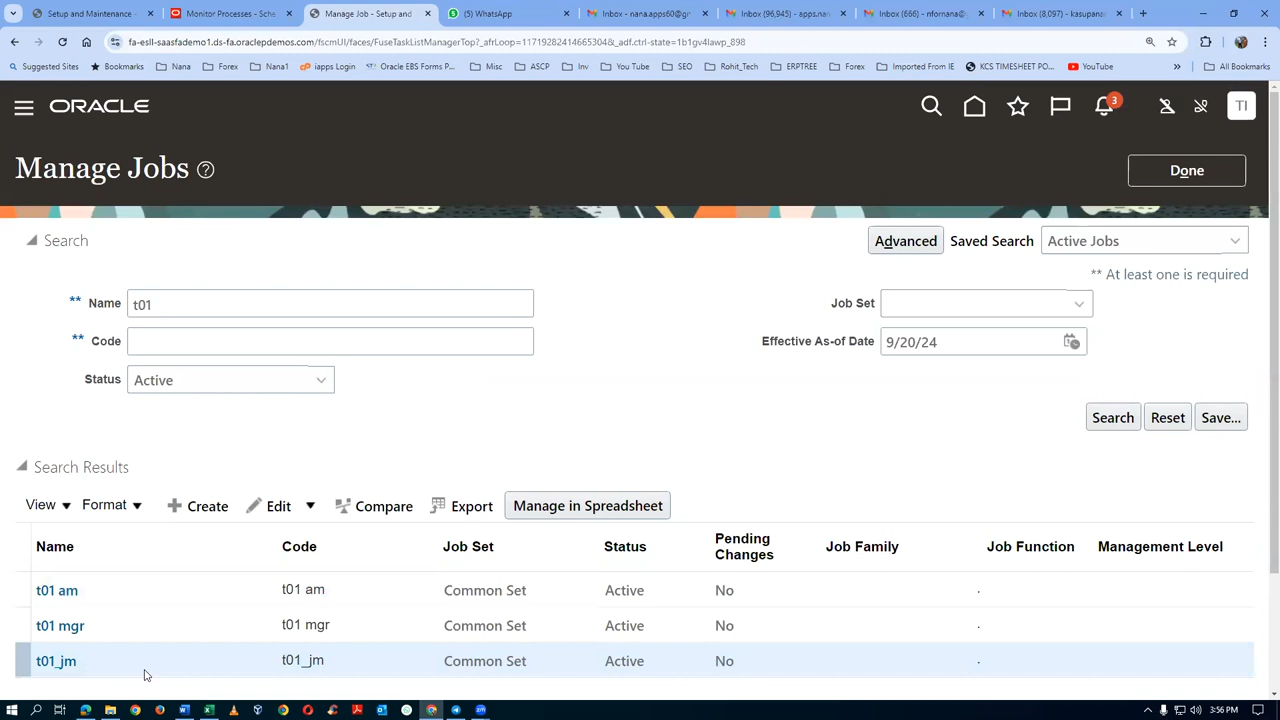 Setup and Maintenance -
Monitor Processes - Sche
Manage Job - Setup and
(5) WhatsApp
Inbox - nana.apps60@gm
Inbox (96,945) - apps.nan
Inbox (666) - nfornana@g
Inbox (8,097) - kasupanan
fa-esll-saasfademo1.ds-fa.oraclepdemos.com/fscmUI/faces/FuseTaskListManagerTop?_afrLoop=117192824146653048&_adf.ctrl-state=1b1gv4lawp_898
Suggested Sites
Bookmarks
Nana
Forex
Nana1
iapps Login
Oracle EBS Forms P...
Misc
ASCP
Inv
You Tube
SEO
Rohit_Tech
ERPTREE
Forex
Imported From IE
KCS TIMESHEET PO...
YouTube
All Bookmarks
ORACLE
3
TI
Manage Jobs ?
Done
Search
Advanced
Saved Search
Active Jobs
** At least one is required
** Name
t01
Job Set
** Code
Effective As-of Date
9/20/24
Status
Active
Search
Reset
Save...
Search Results
View
Format
Create
Edit
Compare
Export
Manage in Spreadsheet
Name
Code
Job Set
Status
Pending Changes
Job Family
Job Function
Management Level
t01 am
t01 am
Common Set
Active
No
.
t01 mgr
t01 mgr
Common Set
Active
No
.
t01_jm
t01_jm
Common Set
Active
No
.
3:56 PM